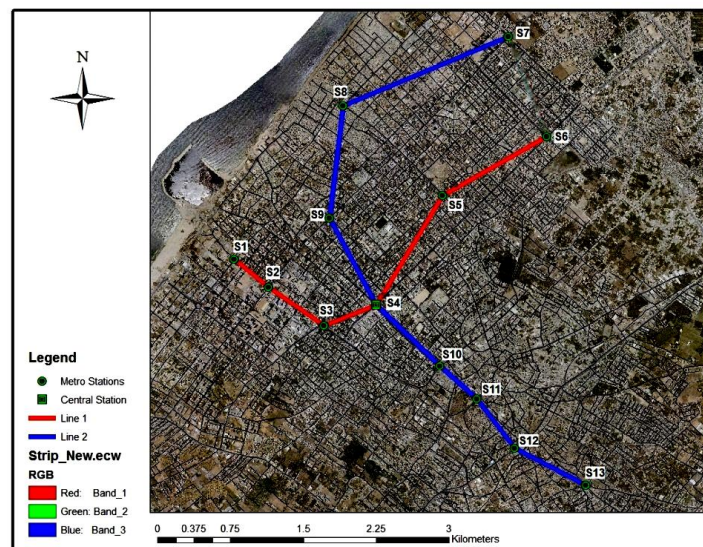 N
S7
S8
S6
S5
S9
S1
S2
S3
S4
S10
S11
S12
S13
Legend
Metro Stations
Central Station
Line 1
Line 2
Strip_New.ecw
RGB
Red: Band_1
Green: Band_2
Blue: Band_3
0 0.375 0.75 1.5 2.25 3
Kilometers